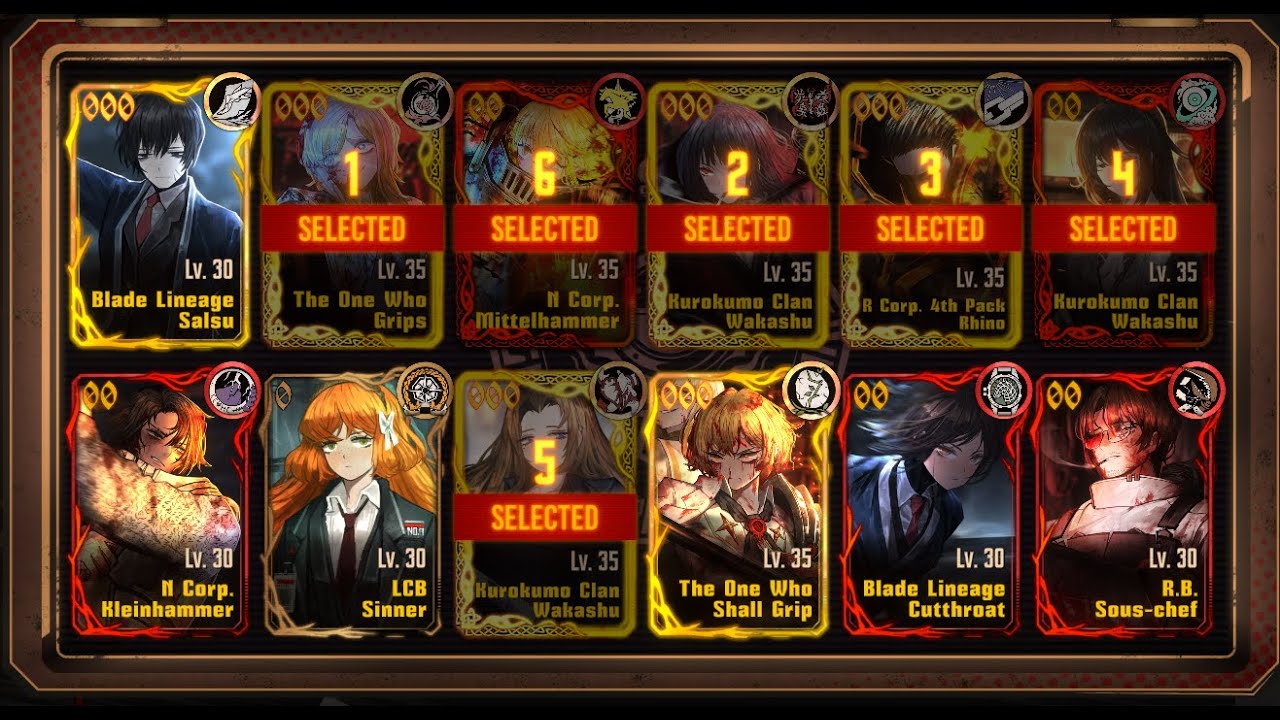 Lv. 30
Blade Lineage
Salsu
1
SELECTED
Lv. 35
The One Who
Grips
6
SELECTED
Lv. 35
N Corp.
Mittelhammer
2
SELECTED
Lv. 35
Kurokumo Clan
Wakashu
3
SELECTED
Lv. 35
R Corp. 4th Pack
Rhino
4
SELECTED
Lv. 35
Kurokumo Clan
Wakashu
Lv. 30
N Corp.
Kleinhammer
Lv. 30
LCB
Sinner
5
SELECTED
Lv. 35
Kurokumo Clan
Wakashu
Lv. 35
The One Who
Shall Grip
Lv. 30
Blade Lineage
Cutthroat
Lv. 30
R.B.
Sous-chef